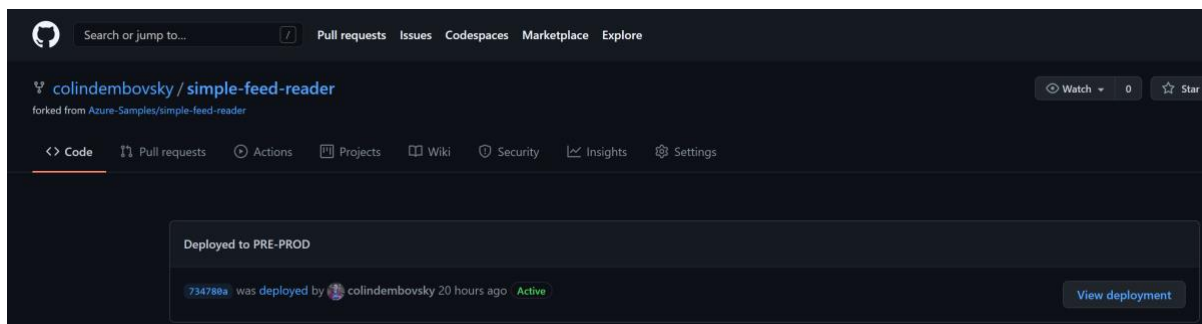 Search or jump to... / Pull requests Issues Codespaces Marketplace Explore
colindembovsky / simple-feed-reader
Watch 0 Star
forked from Azure-Samples/simple-feed-reader
<> Code Pull requests Actions Projects Wiki Security Insights Settings
Deployed to PRE-PROD
734780a was deployed by colindembovsky 20 hours ago Active
View deployment